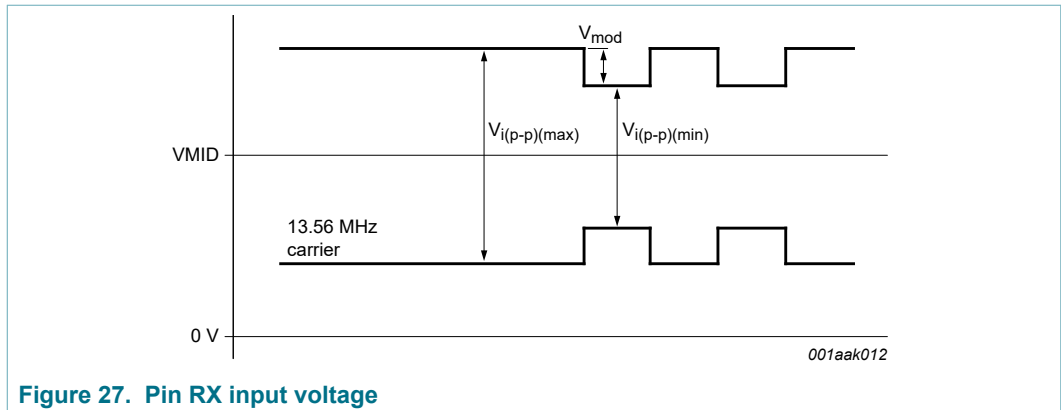 Vmod
Vi(p-p)(max)
Vi(p-p)(min)
VMID
13.56 MHz
carrier
0 V
001aak012
Figure 27. Pin RX input voltage